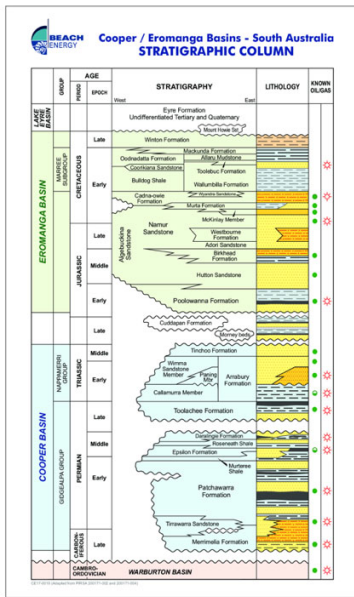 BEACH
ENERGY
Cooper / Eromanga Basins - South Australia
STRATIGRAPHIC COLUMN
GROUP
AGE
PERIOD
EPOCH
STRATIGRAPHY
West
East
LITHOLOGY
KNOWN
OIL/GAS
LAKE
EYRE
BASIN
Eyre Formation
Undifferentiated Tertiary and Quaternary
Mount Howie Sst
EROMANGA BASIN
MARREE
SUBGROUP
CRETACEOUS
Late
Winton Formation
Mackunda Formation
Oodnadatta Formation
Allaru Mudstone
Coorikiana Sandstone
Toolebuc Formation
Early
Bulldog Shale
Wallumbilla Formation
Wyandra Sandstone
Cadna-owie
Formation
Murta Formation
McKinlay Member
JURASSIC
Late
Algebuckina
Sandstone
Namur
Sandstone
Westbourne
Formation
Adori Sandstone
Middle
Birkhead
Formation
Hutton Sandstone
Early
Poolowanna Formation
Late
Cuddapan Formation
Morney beds
COOPER BASIN
NAPPAMERRI
GROUP
TRIASSIC
Middle
Tinchoo Formation
Early
Wimma
Sandstone
Member
Paning
Mbr
Arrabury
Formation
Callamurra Member
GIDGEALPA GROUP
PERMIAN
Late
Toolachee Formation
Middle
Daralingie Formation
Roseneath Shale
Epsilon Formation
Murteree
Shale
Early
Patchawarra
Formation
Tirrawarra Sandstone
CARBON-
IFEROUS
Late
Merrimelia Formation
CAMBRO-
ORDOVICIAN
WARBURTON BASIN